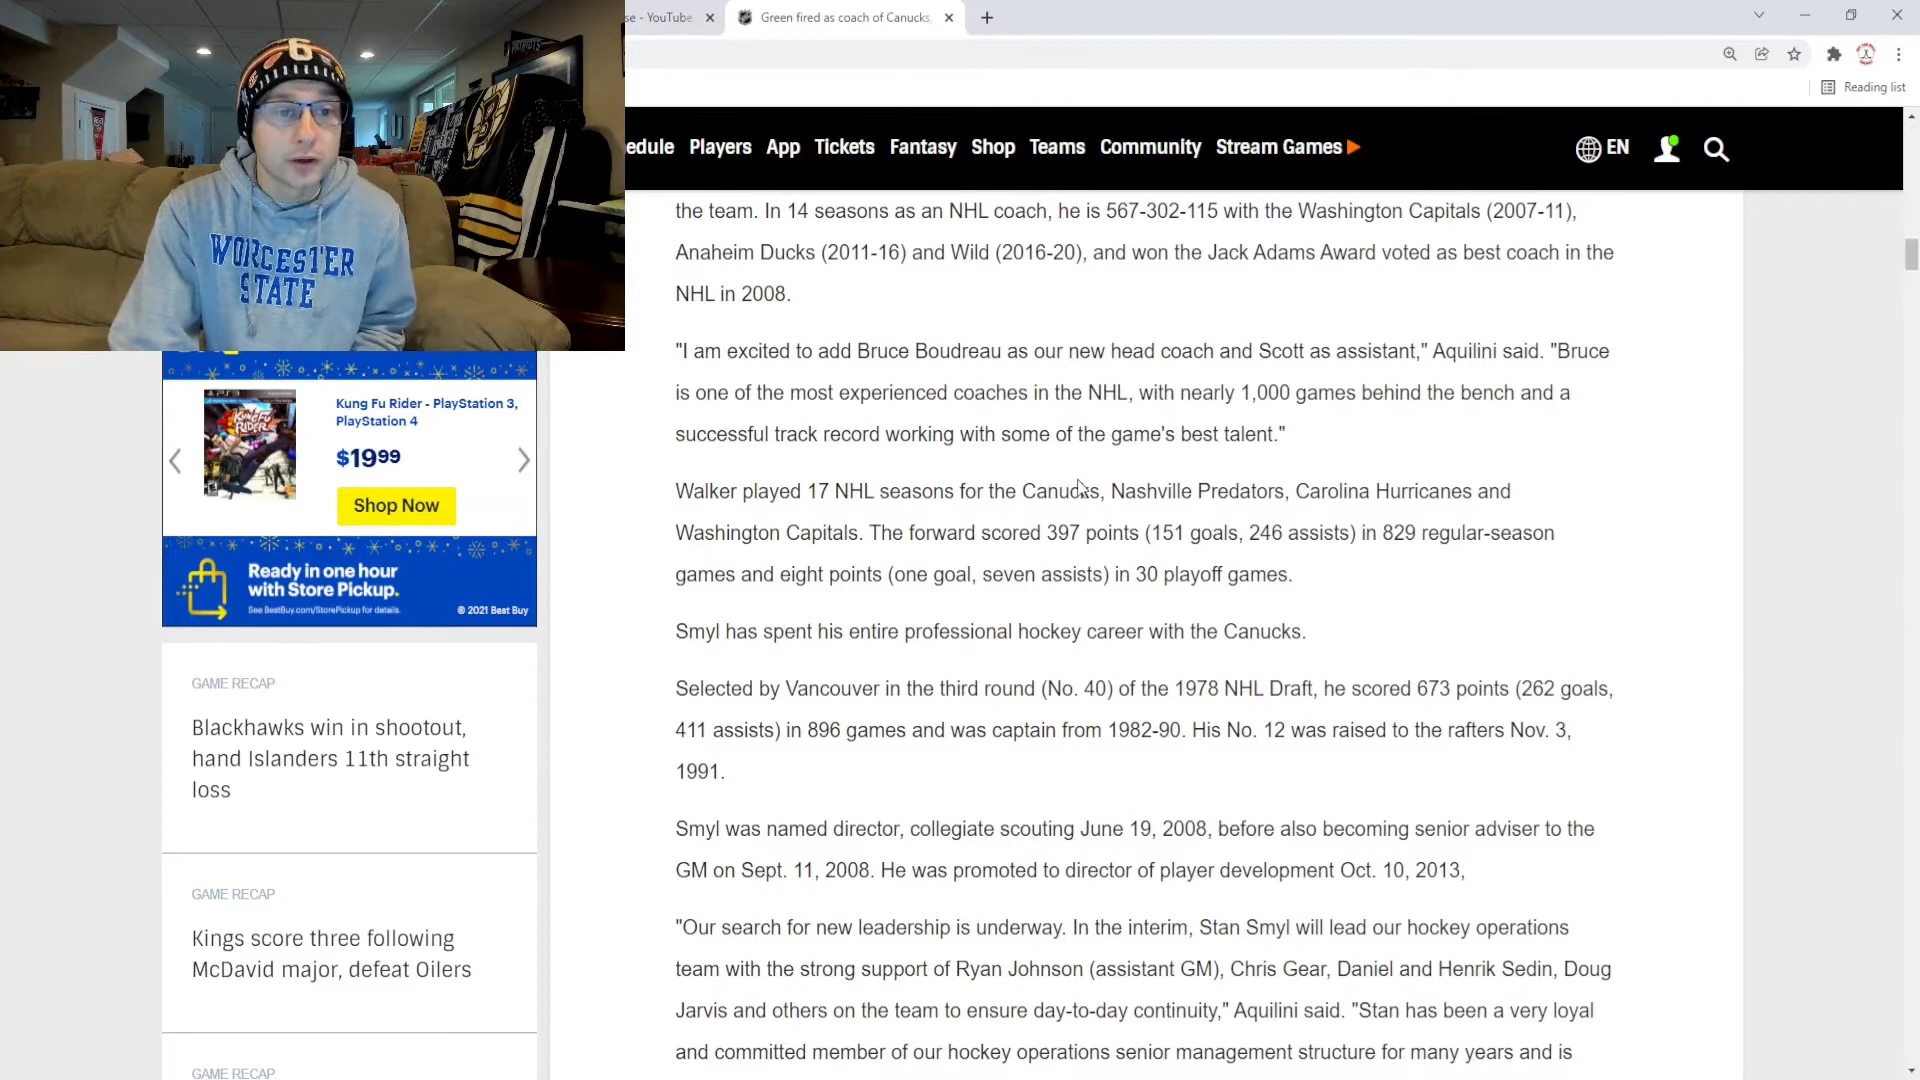 se - YouTube
Green fired as coach of Canucks,
Reading list
edule Players App Tickets Fantasy Shop Teams Community Stream Games
EN
6
PATRIOTS
WORCESTER
STATE
the team. In 14 seasons as an NHL coach, he is 567-302-115 with the Washington Capitals (2007-11),
Anaheim Ducks (2011-16) and Wild (2016-20), and won the Jack Adams Award voted as best coach in the
NHL in 2008.
"I am excited to add Bruce Boudreau as our new head coach and Scott as assistant," Aquilini said. "Bruce
is one of the most experienced coaches in the NHL, with nearly 1,000 games behind the bench and a
successful track record working with some of the game's best talent."
Walker played 17 NHL seasons for the Canucks, Nashville Predators, Carolina Hurricanes and
Washington Capitals. The forward scored 397 points (151 goals, 246 assists) in 829 regular-season
games and eight points (one goal, seven assists) in 30 playoff games.
Smyl has spent his entire professional hockey career with the Canucks.
Selected by Vancouver in the third round (No. 40) of the 1978 NHL Draft, he scored 673 points (262 goals,
411 assists) in 896 games and was captain from 1982-90. His No. 12 was raised to the rafters Nov. 3,
1991.
Smyl was named director, collegiate scouting June 19, 2008, before also becoming senior adviser to the
GM on Sept. 11, 2008. He was promoted to director of player development Oct. 10, 2013,
"Our search for new leadership is underway. In the interim, Stan Smyl will lead our hockey operations
team with the strong support of Ryan Johnson (assistant GM), Chris Gear, Daniel and Henrik Sedin, Doug
Jarvis and others on the team to ensure day-to-day continuity," Aquilini said. "Stan has been a very loyal
and committed member of our hockey operations senior management structure for many years and is
Kung Fu Rider - PlayStation 3,
PlayStation 4
$19⁹⁹
Shop Now
KUNG FU
RIDER
Ready in one hour
with Store Pickup.
See BestBuy.com/StorePickup for details.
© 2021 Best Buy
GAME RECAP
Blackhawks win in shootout,
hand Islanders 11th straight
loss
GAME RECAP
Kings score three following
McDavid major, defeat Oilers
GAME RECAP